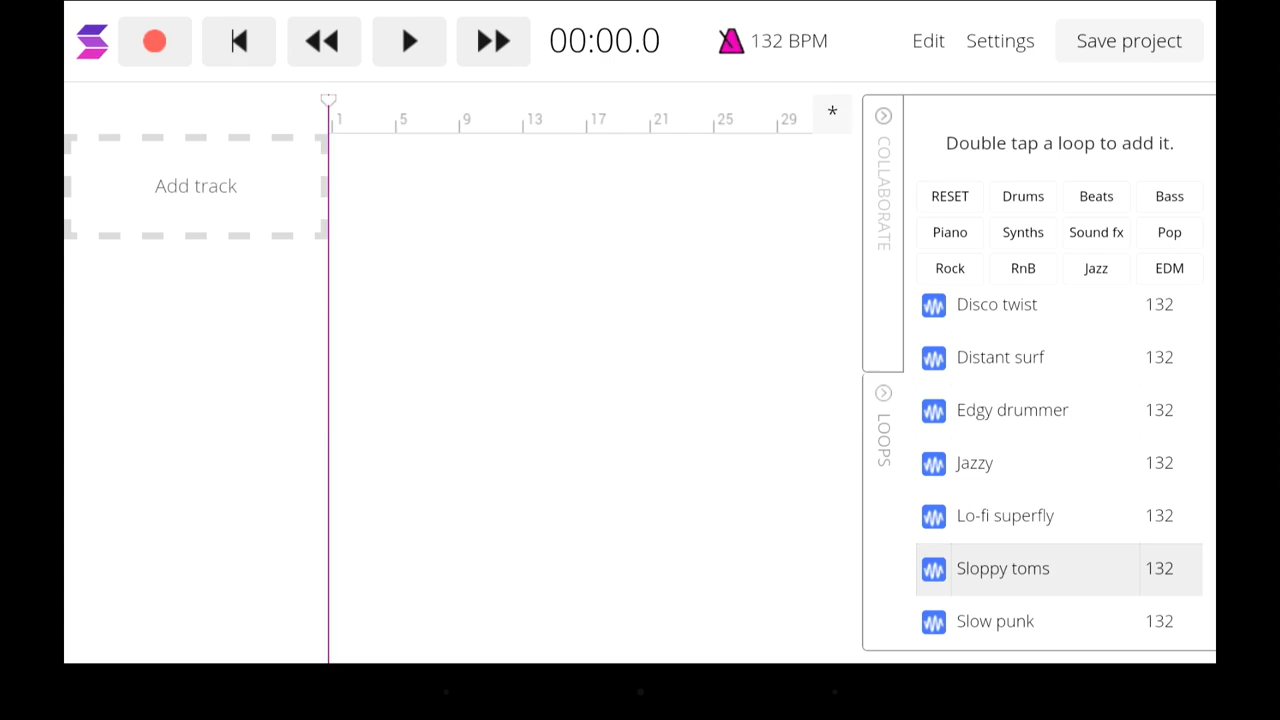 00:00.0 132 BPM Edit Settings Save project
1 5 9 13 17 21 25 29 *
Add track
COLLABORATE
LOOPS
Double tap a loop to add it.
RESET Drums Beats Bass
Piano Synths Sound fx Pop
Rock RnB Jazz EDM
Disco twist 132
Distant surf 132
Edgy drummer 132
Jazzy 132
Lo-fi superfly 132
Sloppy toms 132
Slow punk 132